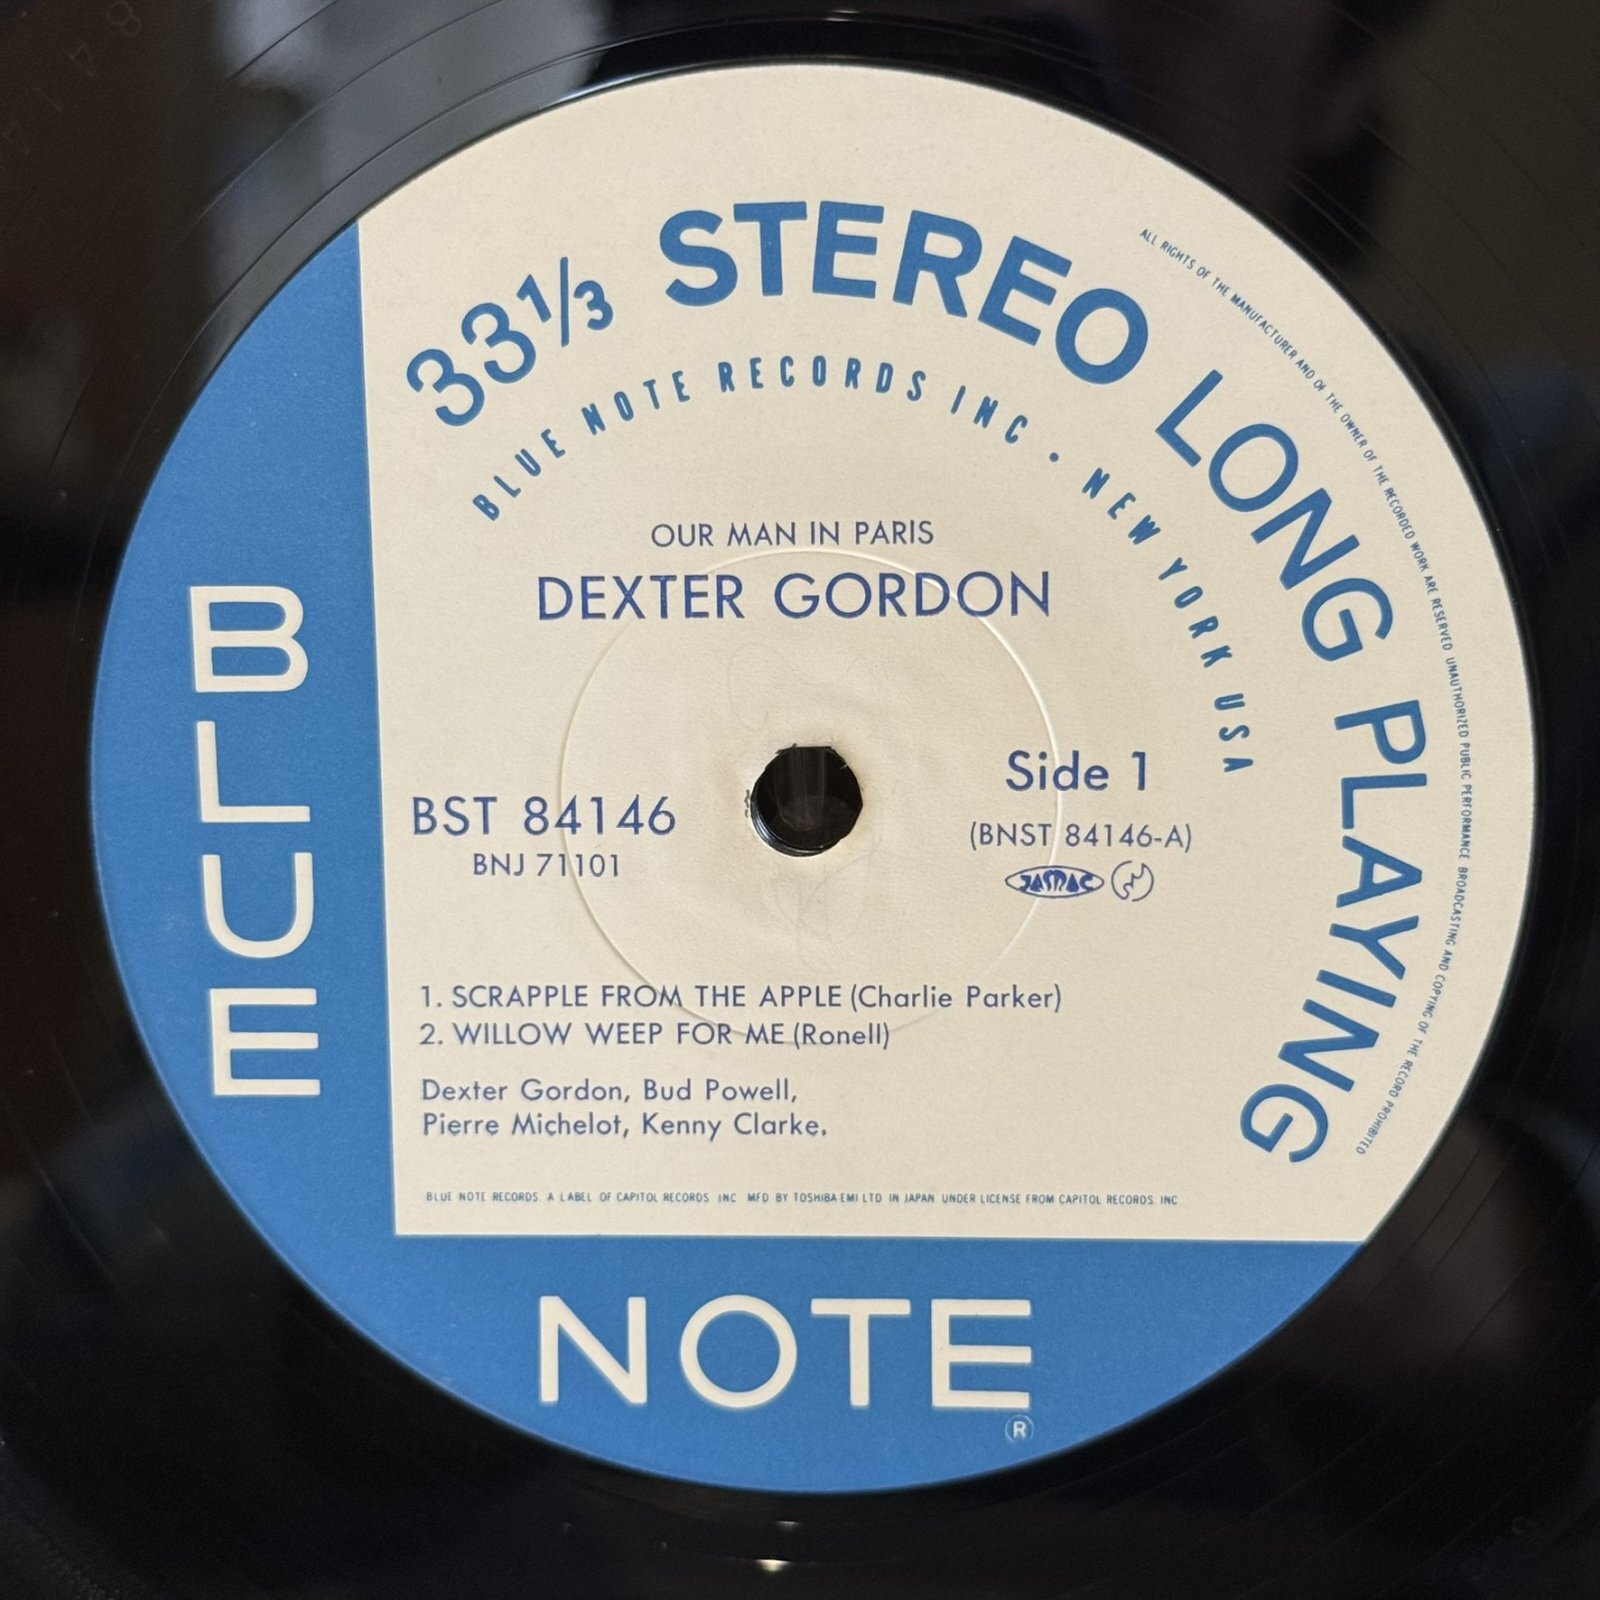 33⅓ STEREO LONG PLAYING
BLUE NOTE RECORDS INC • NEW YORK USA
ALL RIGHTS OF THE MANUFACTURER AND OF THE OWNER OF THE RECORDED WORK ARE RESERVED UNAUTHORIZED PUBLIC PERFORMANCE BROADCASTING AND COPYING OF THE RECORD PROHIBITED
OUR MAN IN PARIS
DEXTER GORDON
BST 84146
BNJ 71101
Side 1
(BNST 84146-A)
JASRAC
1. SCRAPPLE FROM THE APPLE (Charlie Parker)
2. WILLOW WEEP FOR ME (Ronell)
Dexter Gordon, Bud Powell,
Pierre Michelot, Kenny Clarke.
BLUE NOTE RECORDS. A LABEL OF CAPITOL RECORDS INC MFD BY TOSHIBA-EMI LTD IN JAPAN UNDER LICENSE FROM CAPITOL RECORDS. INC
BLUE
NOTE
®